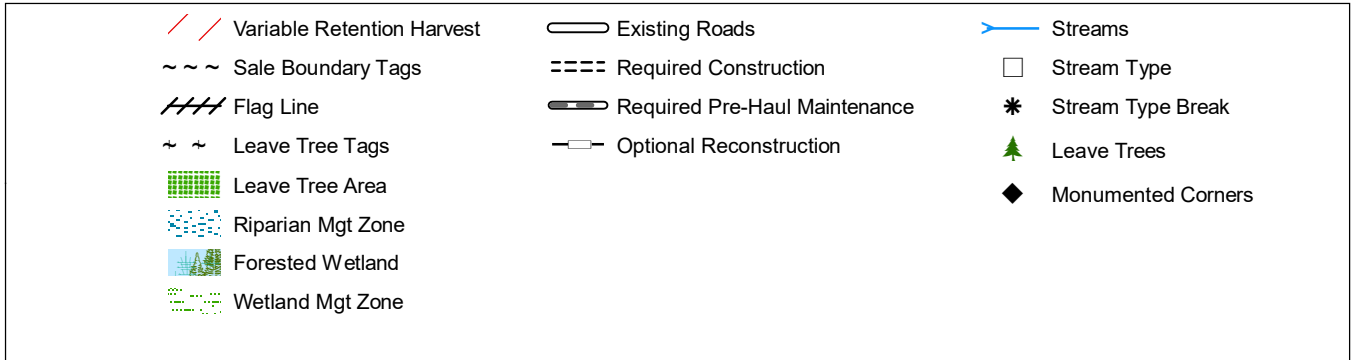 Variable Retention Harvest
Sale Boundary Tags
Flag Line
Leave Tree Tags
Leave Tree Area
Riparian Mgt Zone
Forested Wetland
Wetland Mgt Zone
Existing Roads
Required Construction
Required Pre-Haul Maintenance
Optional Reconstruction
Streams
Stream Type
Stream Type Break
Leave Trees
Monumented Corners